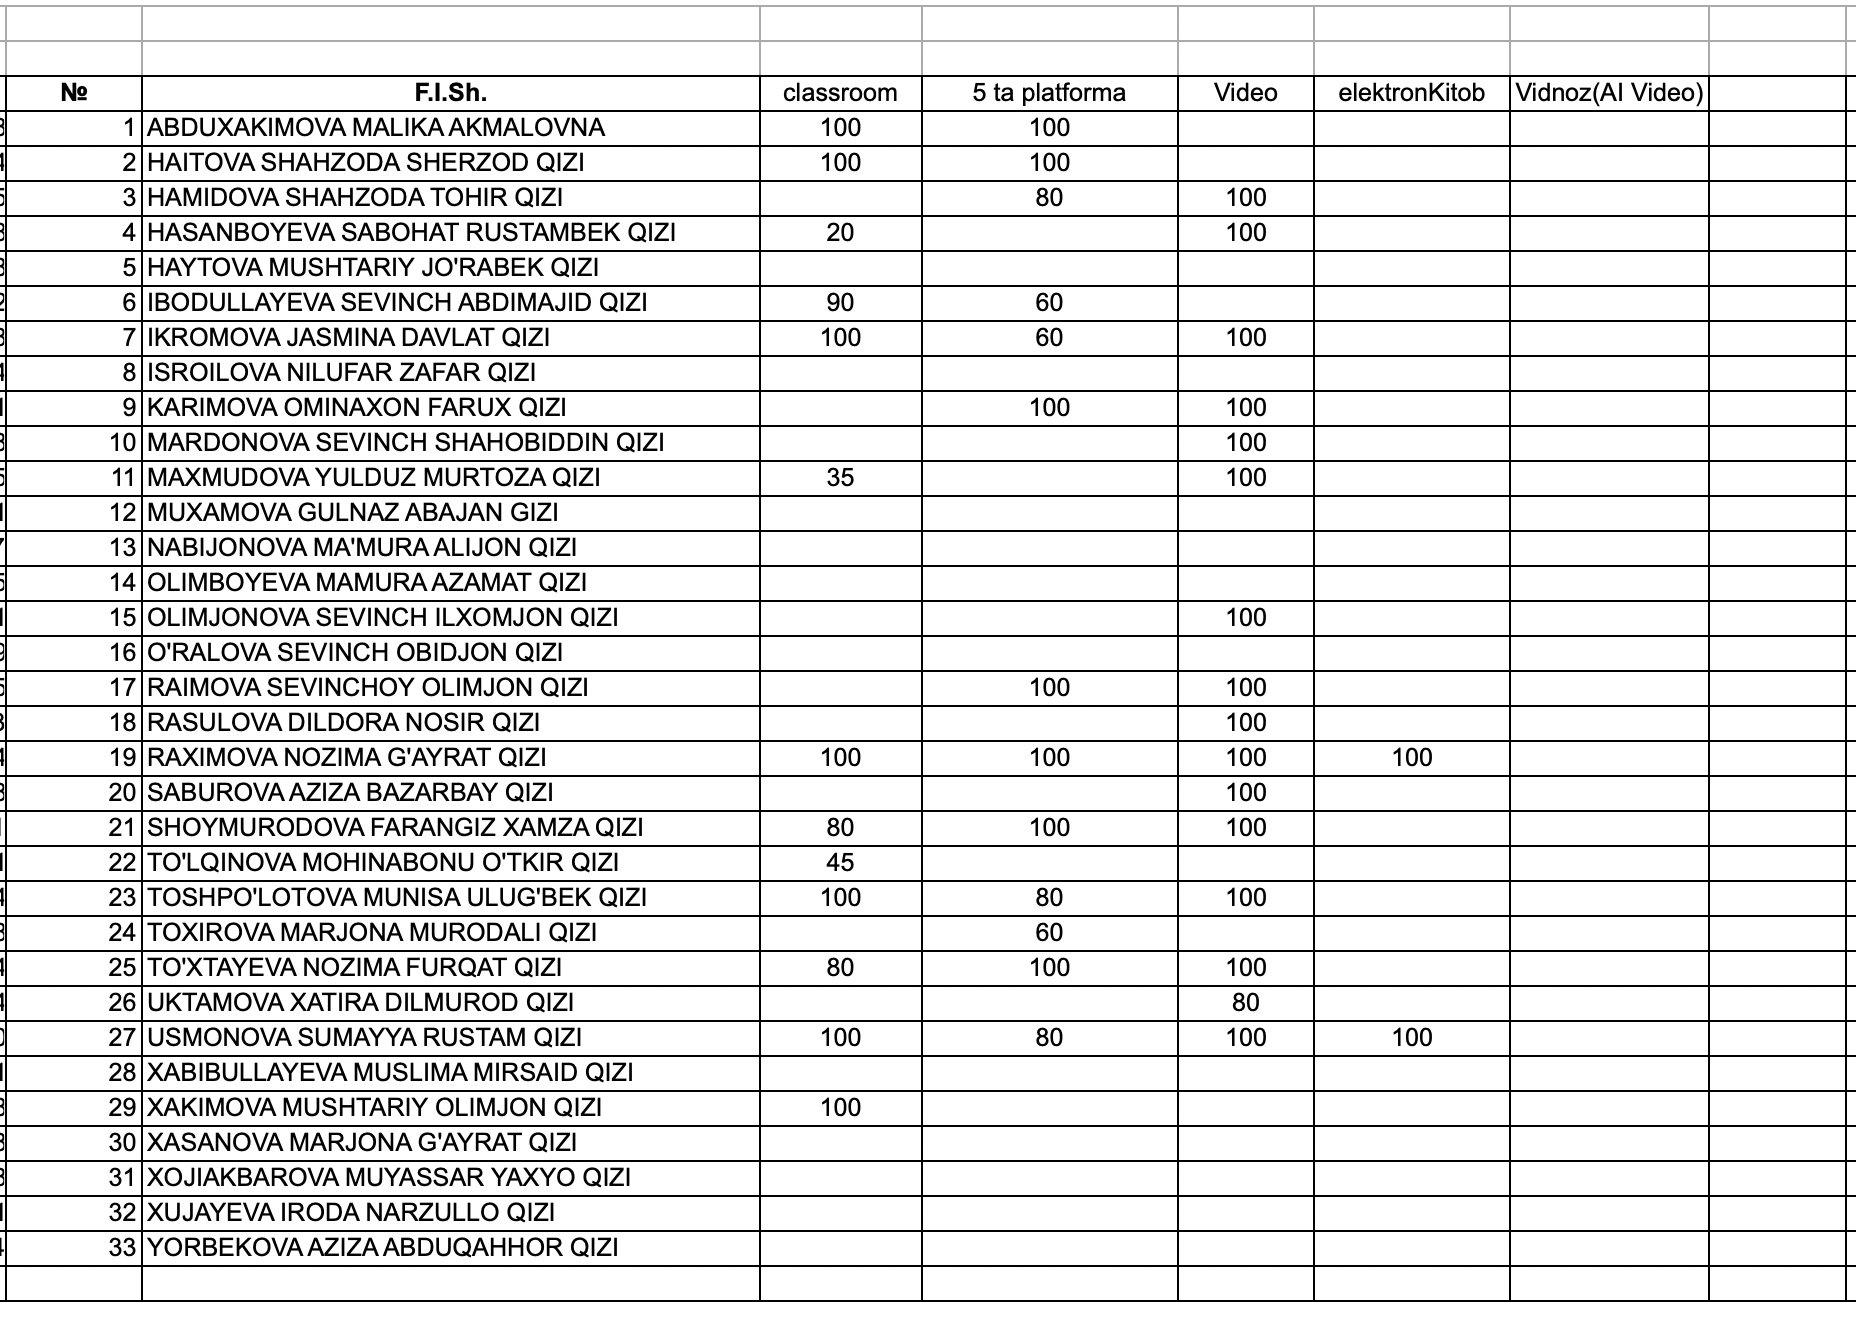 № F.I.Sh. classroom 5 ta platforma Video elektronKitob Vidnoz(AI Video)
1 ABDUXAKIMOVA MALIKA AKMALOVNA 100 100
2 HAITOVA SHAHZODA SHERZOD QIZI 100 100
3 HAMIDOVA SHAHZODA TOHIR QIZI 80 100
4 HASANBOYEVA SABOHAT RUSTAMBEK QIZI 20 100
5 HAYTOVA MUSHTARIY JO'RABEK QIZI
6 IBODULLAYEVA SEVINCH ABDIMAJID QIZI 90 60
7 IKROMOVA JASMINA DAVLAT QIZI 100 60 100
8 ISROILOVA NILUFAR ZAFAR QIZI
9 KARIMOVA OMINAXON FARUX QIZI 100 100
10 MARDONOVA SEVINCH SHAHOBIDDIN QIZI 100
11 MAXMUDOVA YULDUZ MURTOZA QIZI 35 100
12 MUXAMOVA GULNAZ ABAJAN GIZI
13 NABIJONOVA MA'MURA ALIJON QIZI
14 OLIMBOYEVA MAMURA AZAMAT QIZI
15 OLIMJONOVA SEVINCH ILXOMJON QIZI 100
16 O'RALOVA SEVINCH OBIDJON QIZI
17 RAIMOVA SEVINCHOY OLIMJON QIZI 100 100
18 RASULOVA DILDORA NOSIR QIZI 100
19 RAXIMOVA NOZIMA G'AYRAT QIZI 100 100 100 100
20 SABUROVA AZIZA BAZARBAY QIZI 100
21 SHOYMURODOVA FARANGIZ XAMZA QIZI 80 100 100
22 TO'LQINOVA MOHINABONU O'TKIR QIZI 45
23 TOSHPO'LOTOVA MUNISA ULUG'BEK QIZI 100 80 100
24 TOXIROVA MARJONA MURODALI QIZI 60
25 TO'XTAYEVA NOZIMA FURQAT QIZI 80 100 100
26 UKTAMOVA XATIRA DILMUROD QIZI 80
27 USMONOVA SUMAYYA RUSTAM QIZI 100 80 100 100
28 XABIBULLAYEVA MUSLIMA MIRSAID QIZI
29 XAKIMOVA MUSHTARIY OLIMJON QIZI 100
30 XASANOVA MARJONA G'AYRAT QIZI
31 XOJIAKBAROVA MUYASSAR YAXYO QIZI
32 XUJAYEVA IRODA NARZULLO QIZI
33 YORBEKOVA AZIZA ABDUQAHHOR QIZI